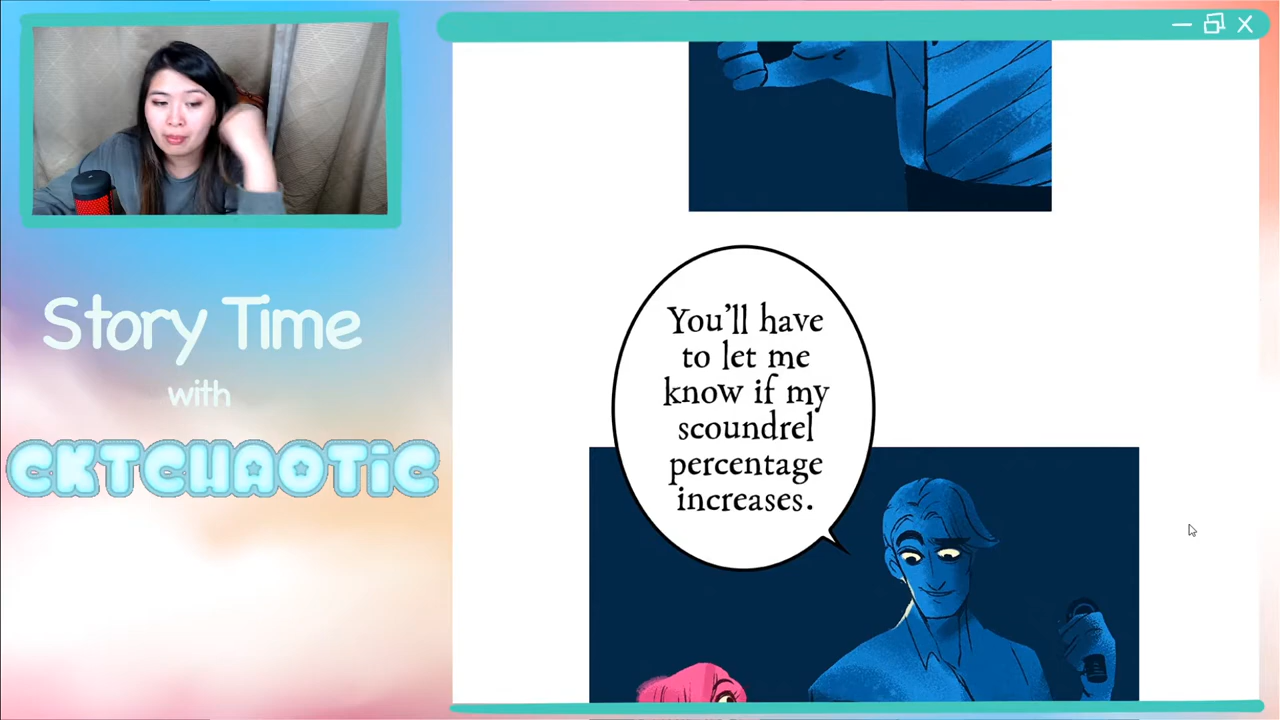 Story Time
with
CKTCHAOTIC
You'll have
to let me
know if my
scoundrel
percentage
increases.